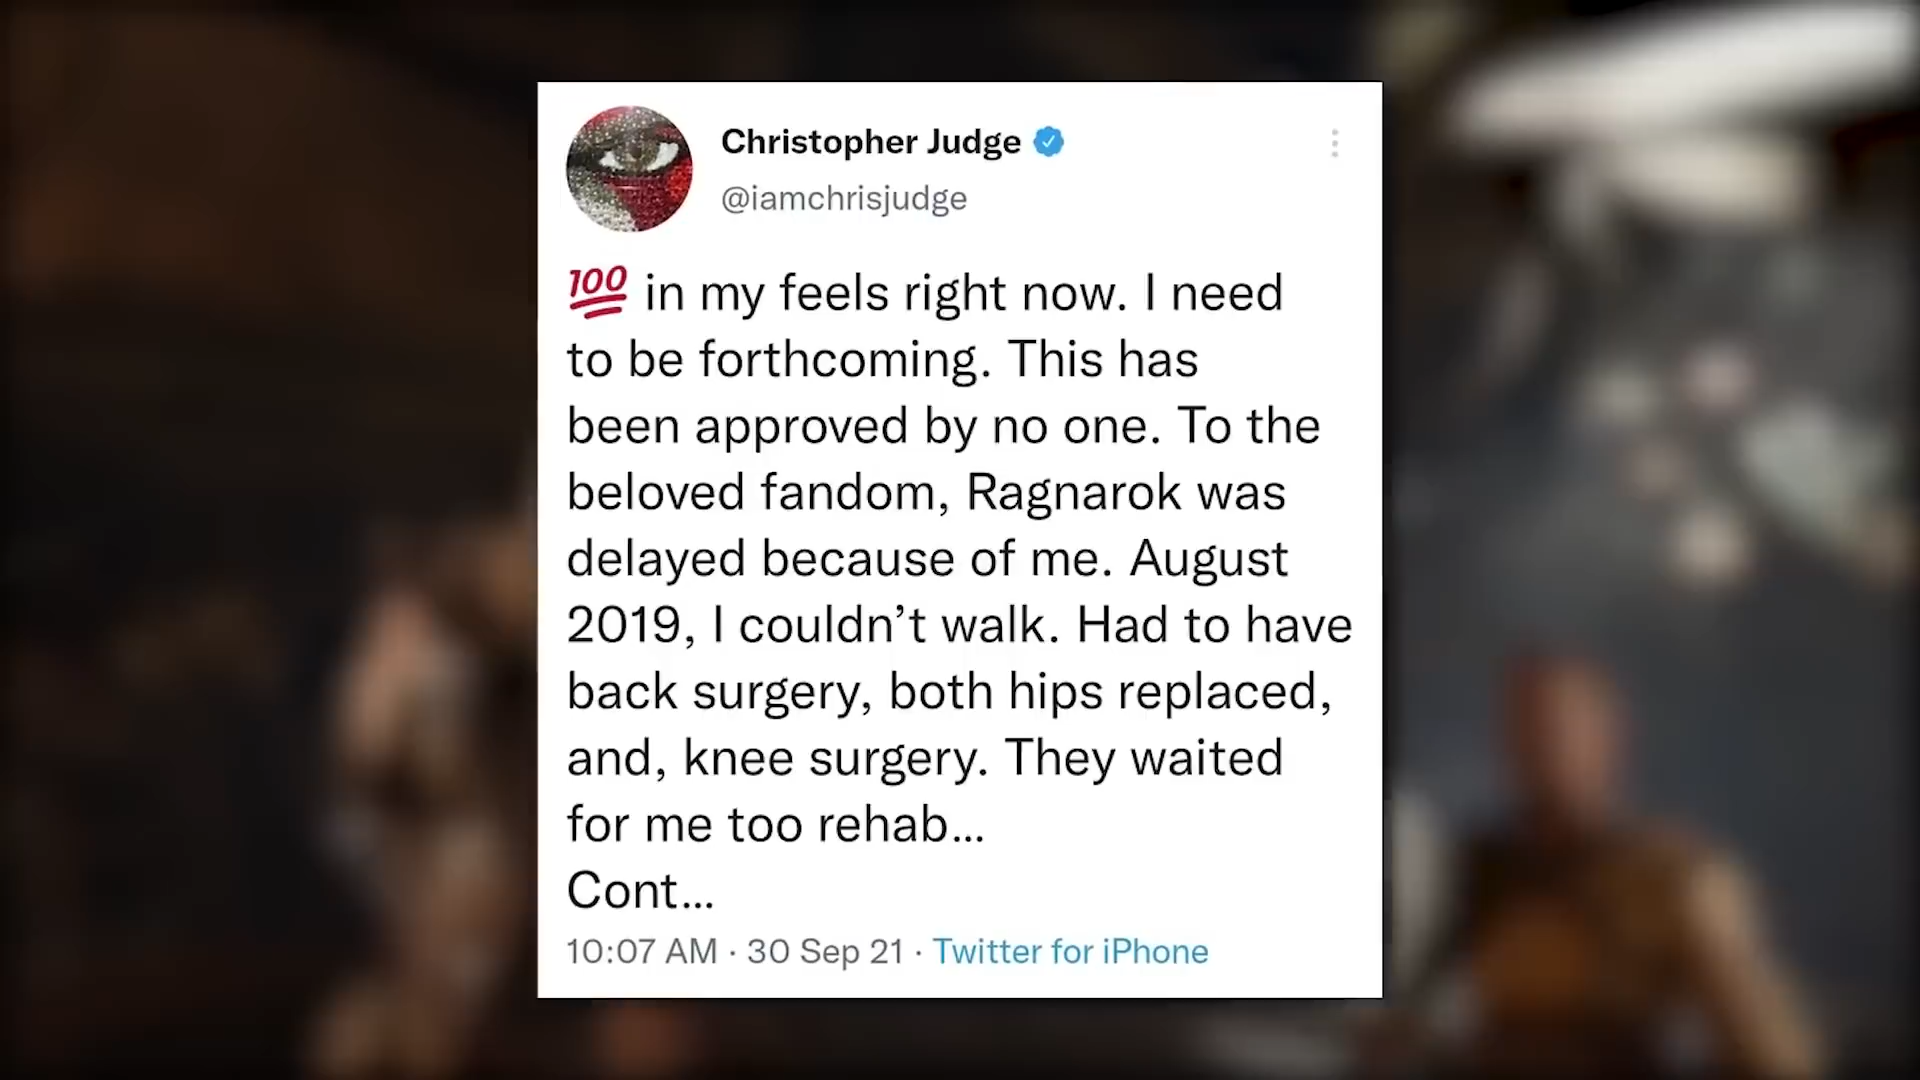 Christopher Judge
@iamchrisjudge
💯 in my feels right now. I need
to be forthcoming. This has
been approved by no one. To the
beloved fandom, Ragnarok was
delayed because of me. August
2019, I couldn’t walk. Had to have
back surgery, both hips replaced,
and, knee surgery. They waited
for me too rehab...
Cont...
10:07 AM · 30 Sep 21 · Twitter for iPhone